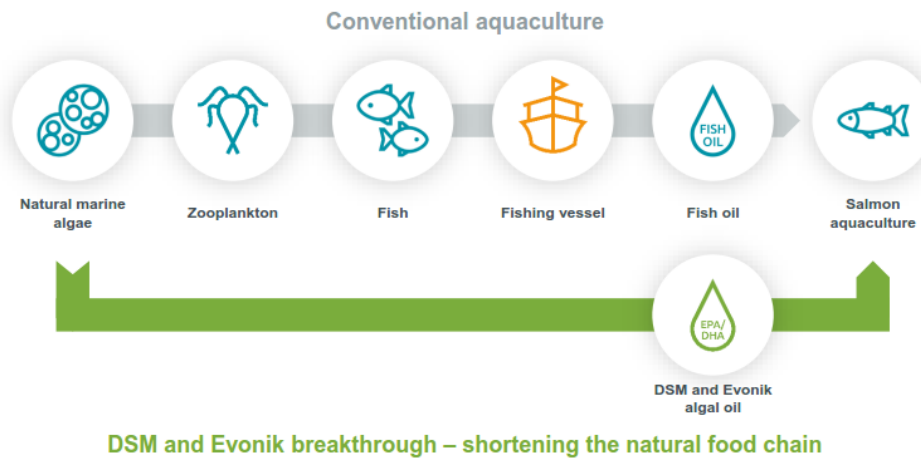 Conventional aquaculture
FISH
OIL
Natural marine
algae
Zooplankton
Fish
Fishing vessel
Fish oil
Salmon
aquaculture
EPA/
DHA
DSM and Evonik
algal oil
DSM and Evonik breakthrough – shortening the natural food chain